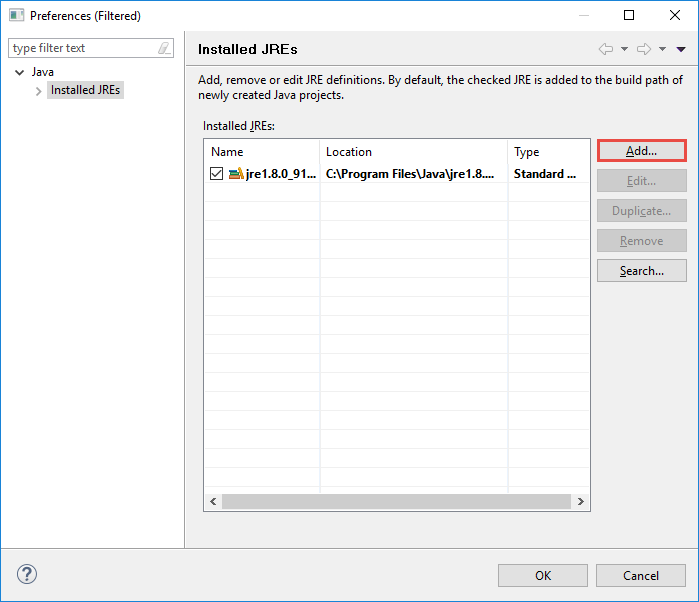 Preferences (Filtered)
type filter text
Java
Installed JREs
Installed JREs
Add, remove or edit JRE definitions. By default, the checked JRE is added to the build path of
newly created Java projects.
Installed JREs:
Name Location Type
jre1.8.0_91... C:\Program Files\Java\jre1.8.... Standard ...
Add...
Edit...
Duplicate...
Remove
Search...
?
OK Cancel